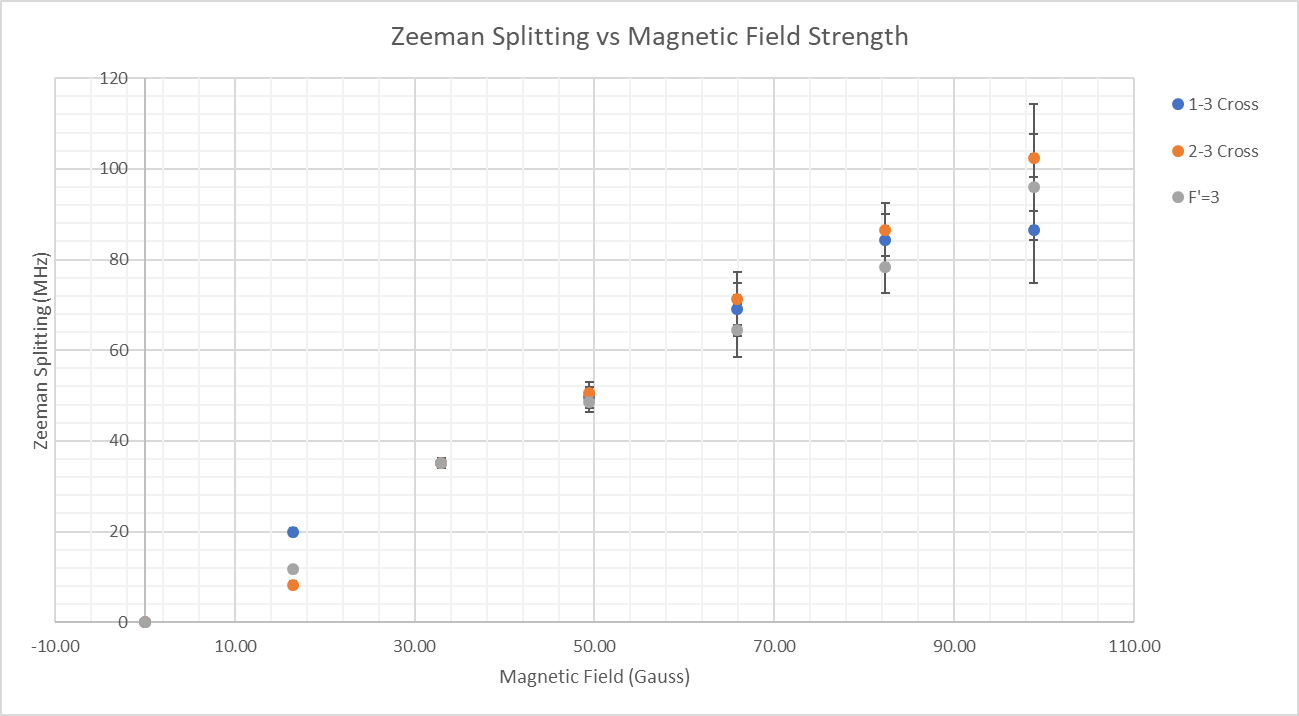 Zeeman Splitting vs Magnetic Field Strength
120
100
80
60
40
20
0
-10.00 10.00 30.00 50.00 70.00 90.00 110.00
Zeeman Splitting (MHz)
Magnetic Field (Gauss)
1-3 Cross
2-3 Cross
F'=3